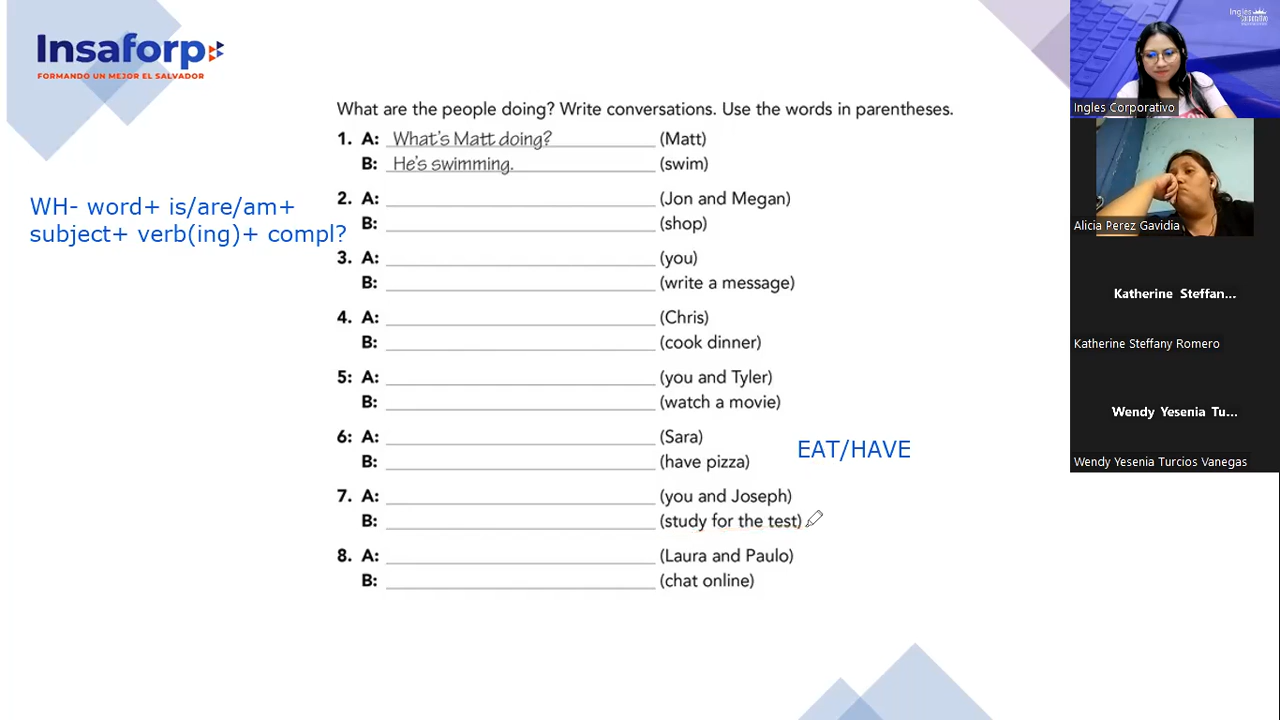 Insaforp
FORMANDO UN MEJOR EL SALVADOR
What are the people doing? Write conversations. Use the words in parentheses.
1. A: What's Matt doing? (Matt)
B: He's swimming. (swim)
2. A: (Jon and Megan)
B: (shop)
3. A: (you)
B: (write a message)
4. A: (Chris)
B: (cook dinner)
5: A: (you and Tyler)
B: (watch a movie)
6: A: (Sara)
B: (have pizza)
7. A: (you and Joseph)
B: (study for the test)
8. A: (Laura and Paulo)
B: (chat online)
WH- word+ is/are/am+
subject+ verb(ing)+ compl?
EAT/HAVE
Ingles
corporativo
Ingles Corporativo
Alicia Perez Gavidia
Katherine Steffan...
Katherine Steffany Romero
Wendy Yesenia Tu...
Wendy Yesenia Turcios Vanegas